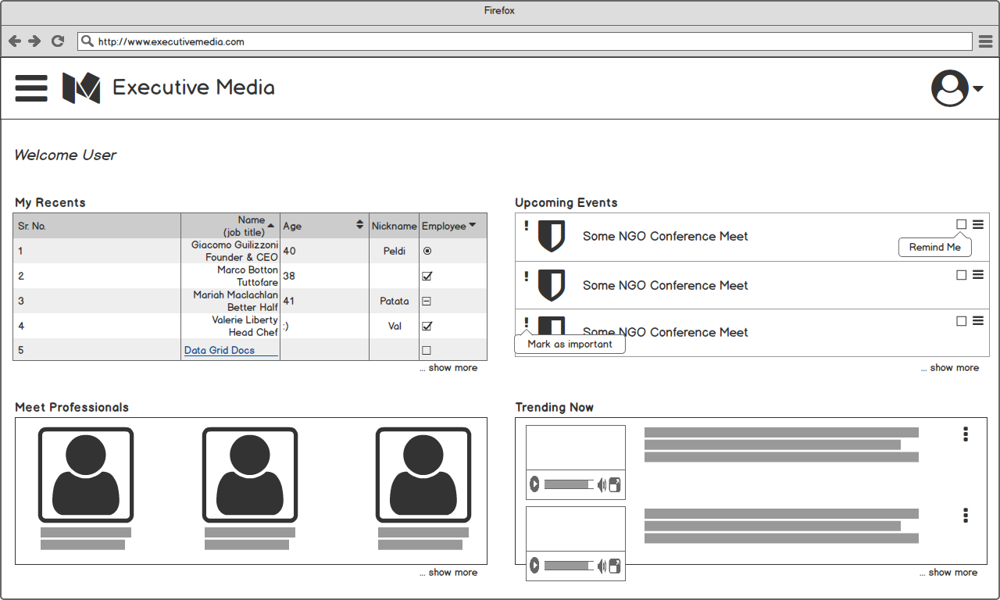 Firefox
http://www.executivemedia.com
Executive Media
Welcome User
My Recents
Sr. No.
Name
(job title)
Age
Nickname
Employee
1
Giacomo Guilizzoni
Founder & CEO
40
Peldi
2
Marco Botton
Tuttofare
38
3
Mariah Maclachlan
Better Half
41
Patata
4
Valerie Liberty
Head Chef
:)
Val
5
Data Grid Docs
... show more
Upcoming Events
! Some NGO Conference Meet
Remind Me
! Some NGO Conference Meet
! Some NGO Conference Meet
Mark as important
... show more
Meet Professionals
... show more
Trending Now
... show more